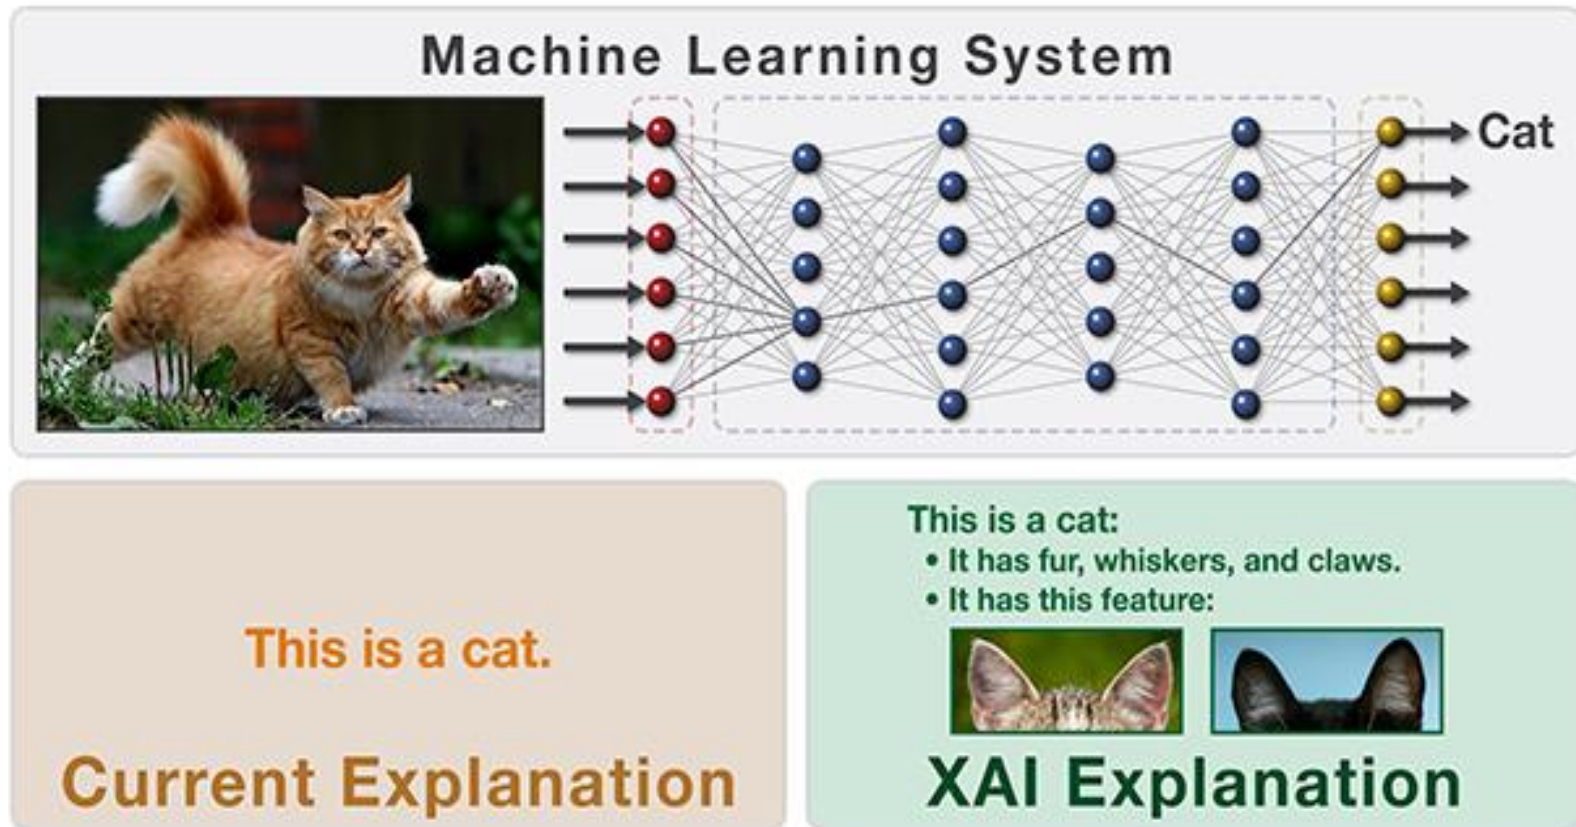 Machine Learning System
Cat
This is a cat.
Current Explanation
This is a cat:
• It has fur, whiskers, and claws.
• It has this feature:
XAI Explanation